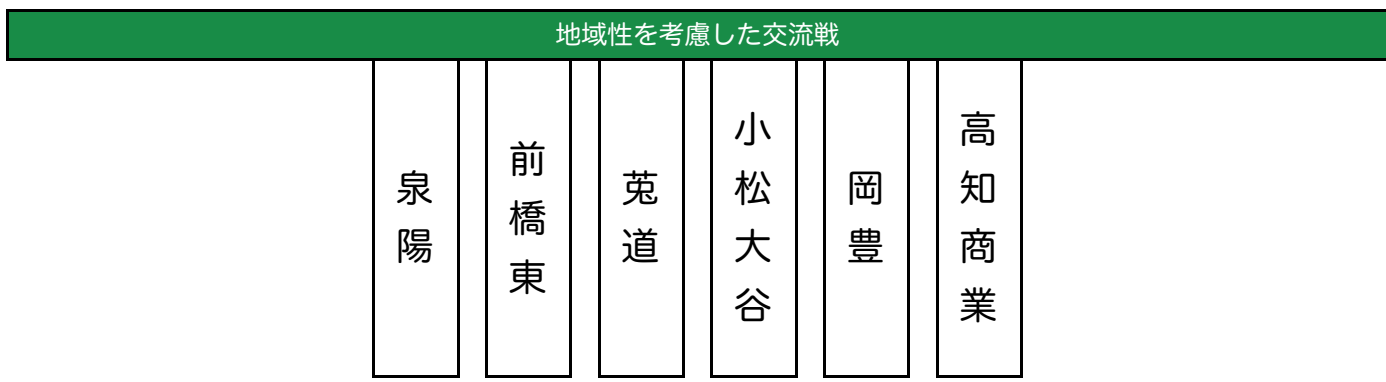 地域性を考慮した交流戦
泉陽
前橋東
莵道
小松大谷
岡豊
高知商業